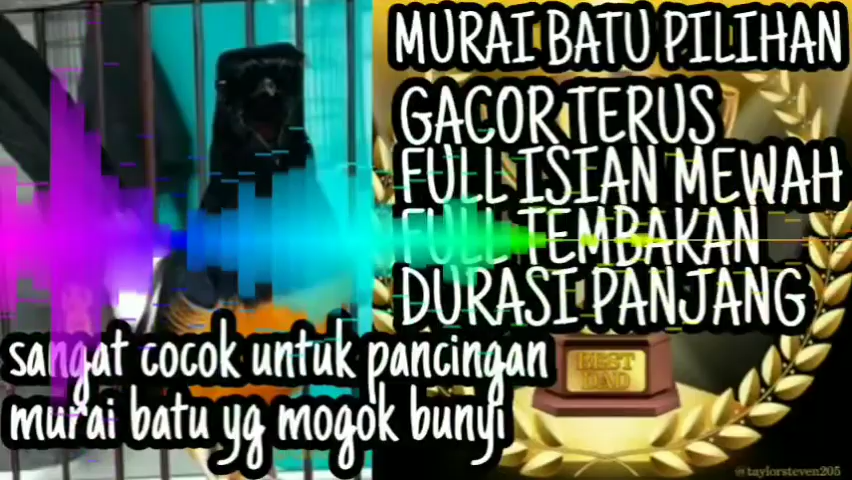 MURAI BATU PILIHAN
GACOR TERUS
FULL ISIAN MEWAH
FULL TEMBAKAN
DURASI PANJANG
sangat cocok untuk pancingan
murai batu yg mogok bunyi
BEST
DAD
@taylorsteven205